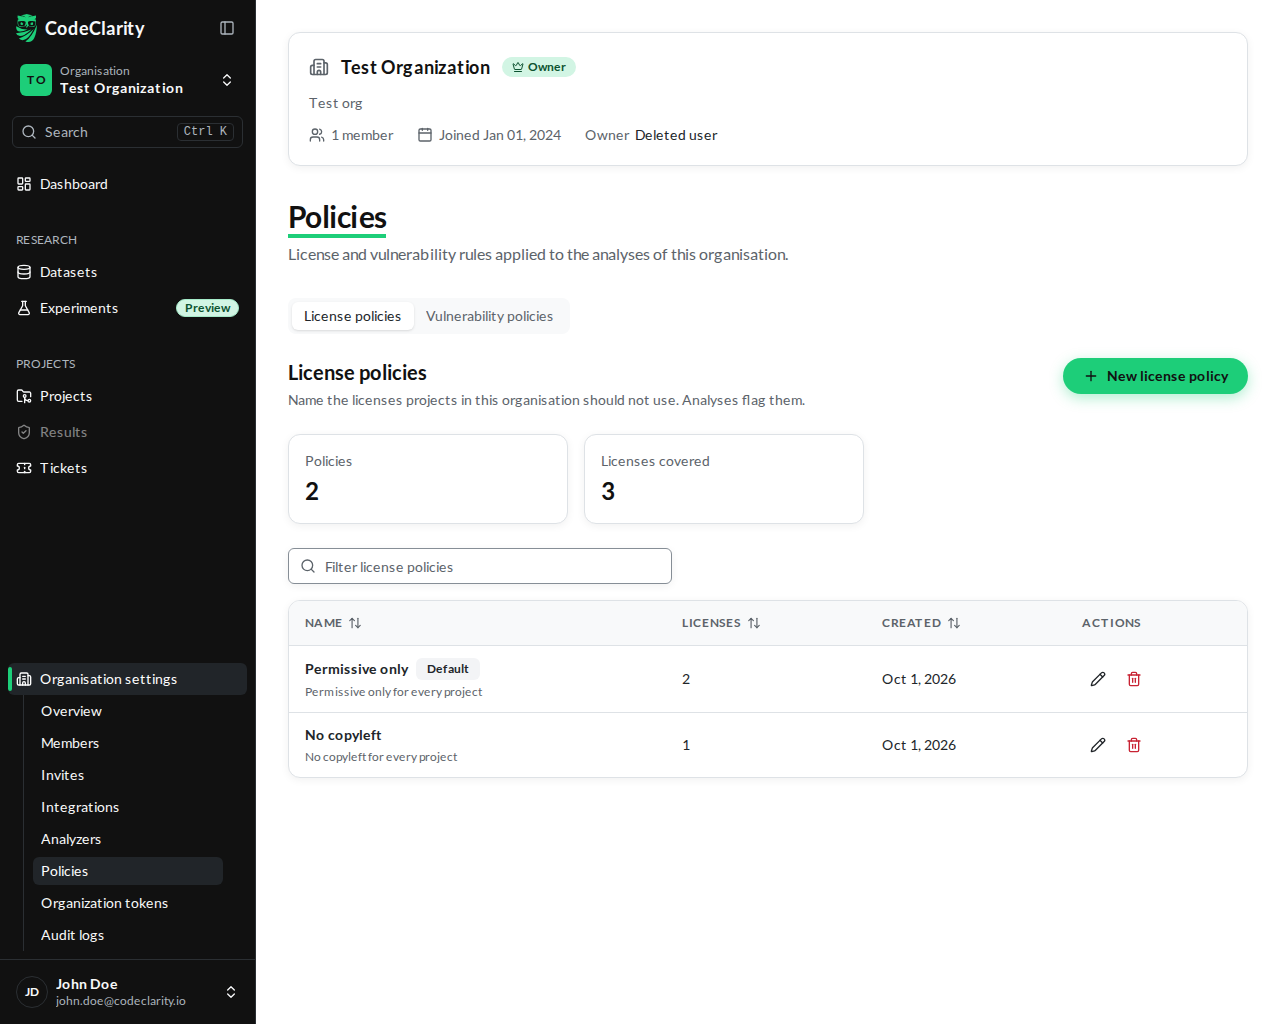 CodeClarity
TO
Organisation
Test Organization
Search
Ctrl K
Dashboard
RESEARCH
Datasets
Experiments
Preview
PROJECTS
Projects
Results
Tickets
Organisation settings
Overview
Members
Invites
Integrations
Analyzers
Policies
Organization tokens
Audit logs
JD
John Doe
john.doe@codeclarity.io
Test Organization
Owner
Test org
1 member
Joined Jan 01, 2024
Owner Deleted user
Policies
License and vulnerability rules applied to the analyses of this organisation.
License policies
Vulnerability policies
License policies
Name the licenses projects in this organisation should not use. Analyses flag them.
New license policy
Policies
2
Licenses covered
3
Filter license policies
NAME LICENSES CREATED ACTIONS
Permissive only Default
Permissive only for every project
2
Oct 1, 2026
No copyleft
No copyleft for every project
1
Oct 1, 2026